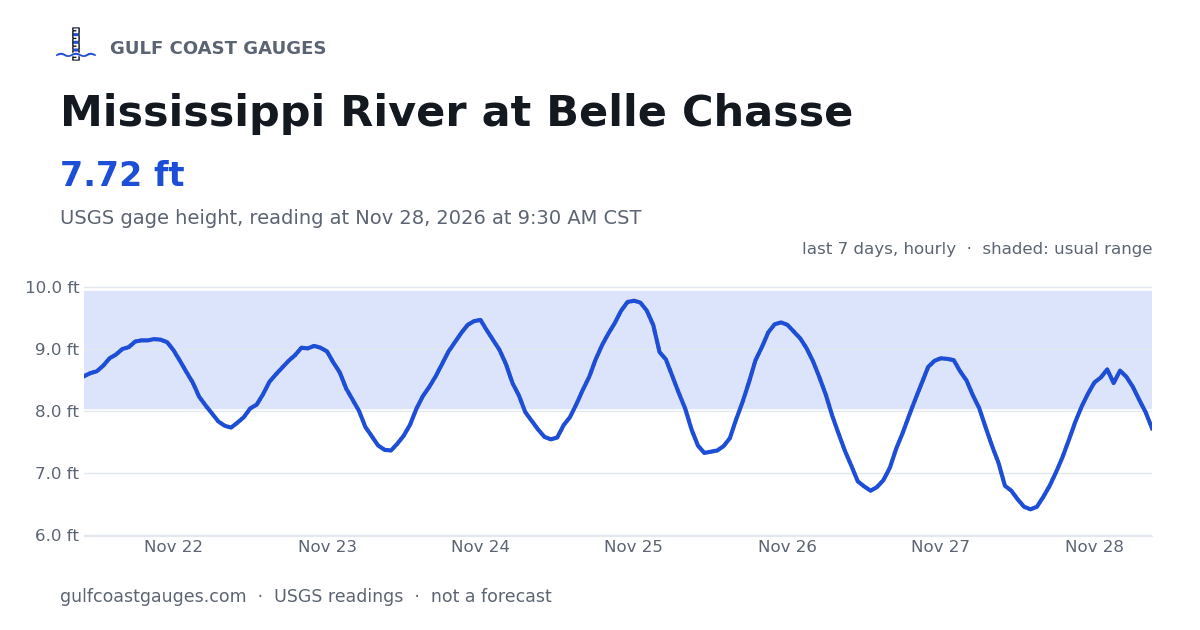 GULF COAST GAUGES
Mississippi River at Belle Chasse
7.72 ft
USGS gage height, reading at Nov 28, 2026 at 9:30 AM CST
last 7 days, hourly · shaded: usual range
10.0 ft
9.0 ft
8.0 ft
7.0 ft
6.0 ft
Nov 22 Nov 23 Nov 24 Nov 25 Nov 26 Nov 27 Nov 28
gulfcoastgauges.com · USGS readings · not a forecast